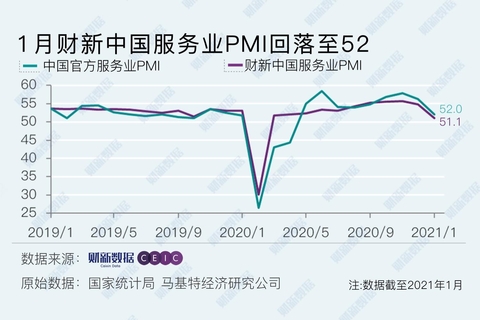 1月财新中国服务业PMI回落至52
中国官方服务业PMI 财新中国服务业PMI
60
55
50
45
40
35
30
25
52.0
51.1
2019/1 2019/5 2019/9 2020/1 2020/5 2020/9 2021/1
数据来源： 财新数据 Caixin Data CEIC
原始数据： 国家统计局 马基特经济研究公司 注:数据截至2021年1月